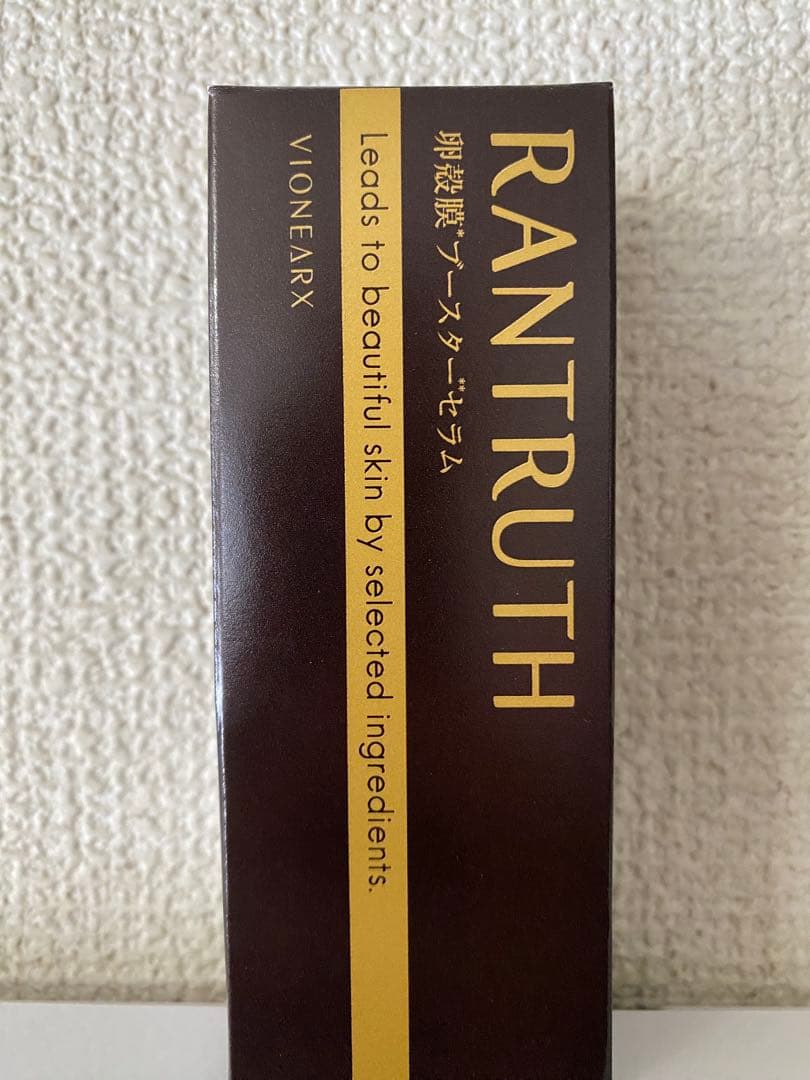 RANTRUTH
卵殻膜*ブースター**セラム
Leads to beautiful skin by selected ingredients.
VIONEARX